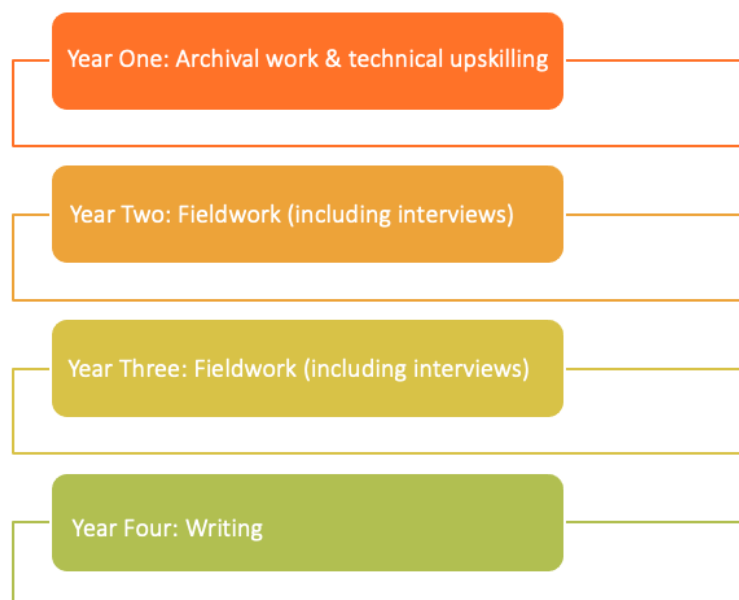 Year One: Archival work & technical upskilling
Year Two: Fieldwork (including interviews)
Year Three: Fieldwork (including interviews)
Year Four: Writing